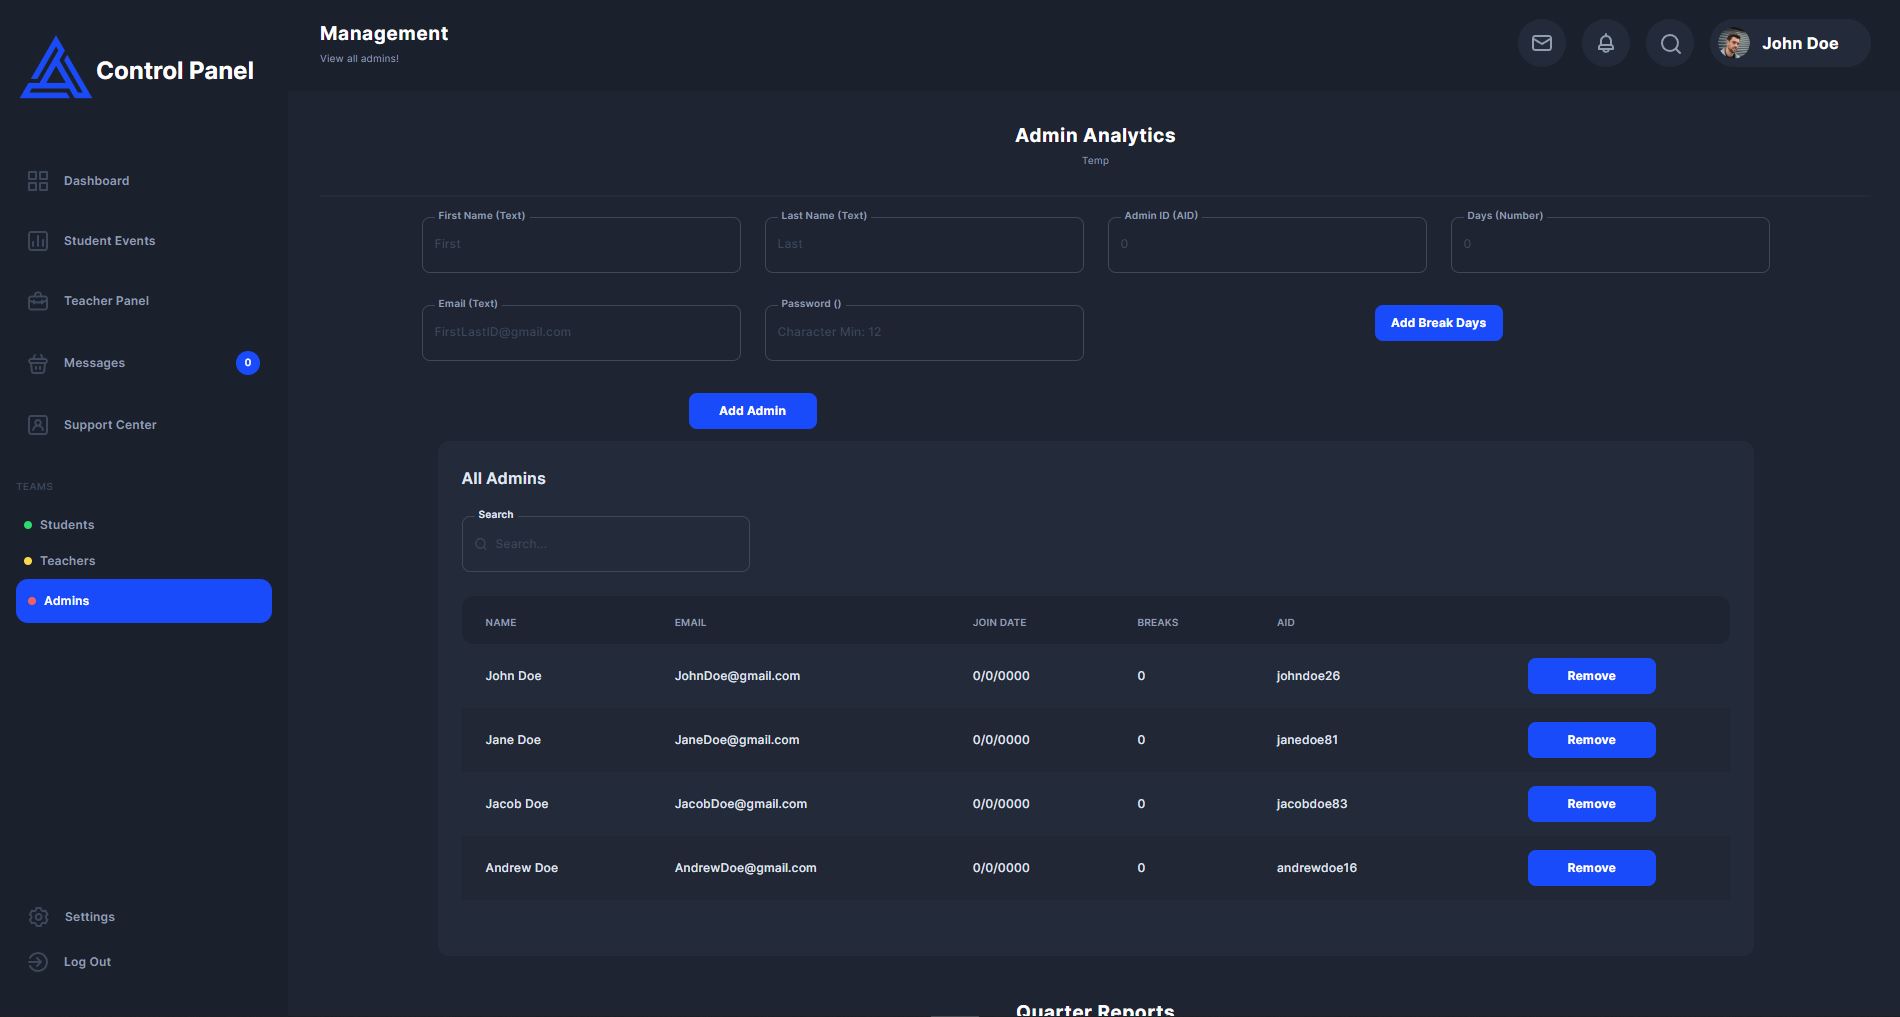 Control Panel
Management
View all admins!
John Doe
Dashboard
Student Events
Teacher Panel
Messages
0
Support Center
TEAMS
Students
Teachers
Admins
Settings
Log Out
Admin Analytics
Temp
First Name (Text)
First
Last Name (Text)
Last
Admin ID (AID)
0
Days (Number)
0
Email (Text)
FirstLastID@gmail.com
Password ()
Character Min: 12
Add Break Days
Add Admin
All Admins
Search
Search...
NAME EMAIL JOIN DATE BREAKS AID
John Doe JohnDoe@gmail.com 0/0/0000 0 johndoe26 Remove
Jane Doe JaneDoe@gmail.com 0/0/0000 0 janedoe81 Remove
Jacob Doe JacobDoe@gmail.com 0/0/0000 0 jacobdoe83 Remove
Andrew Doe AndrewDoe@gmail.com 0/0/0000 0 andrewdoe16 Remove
Quarter Reports